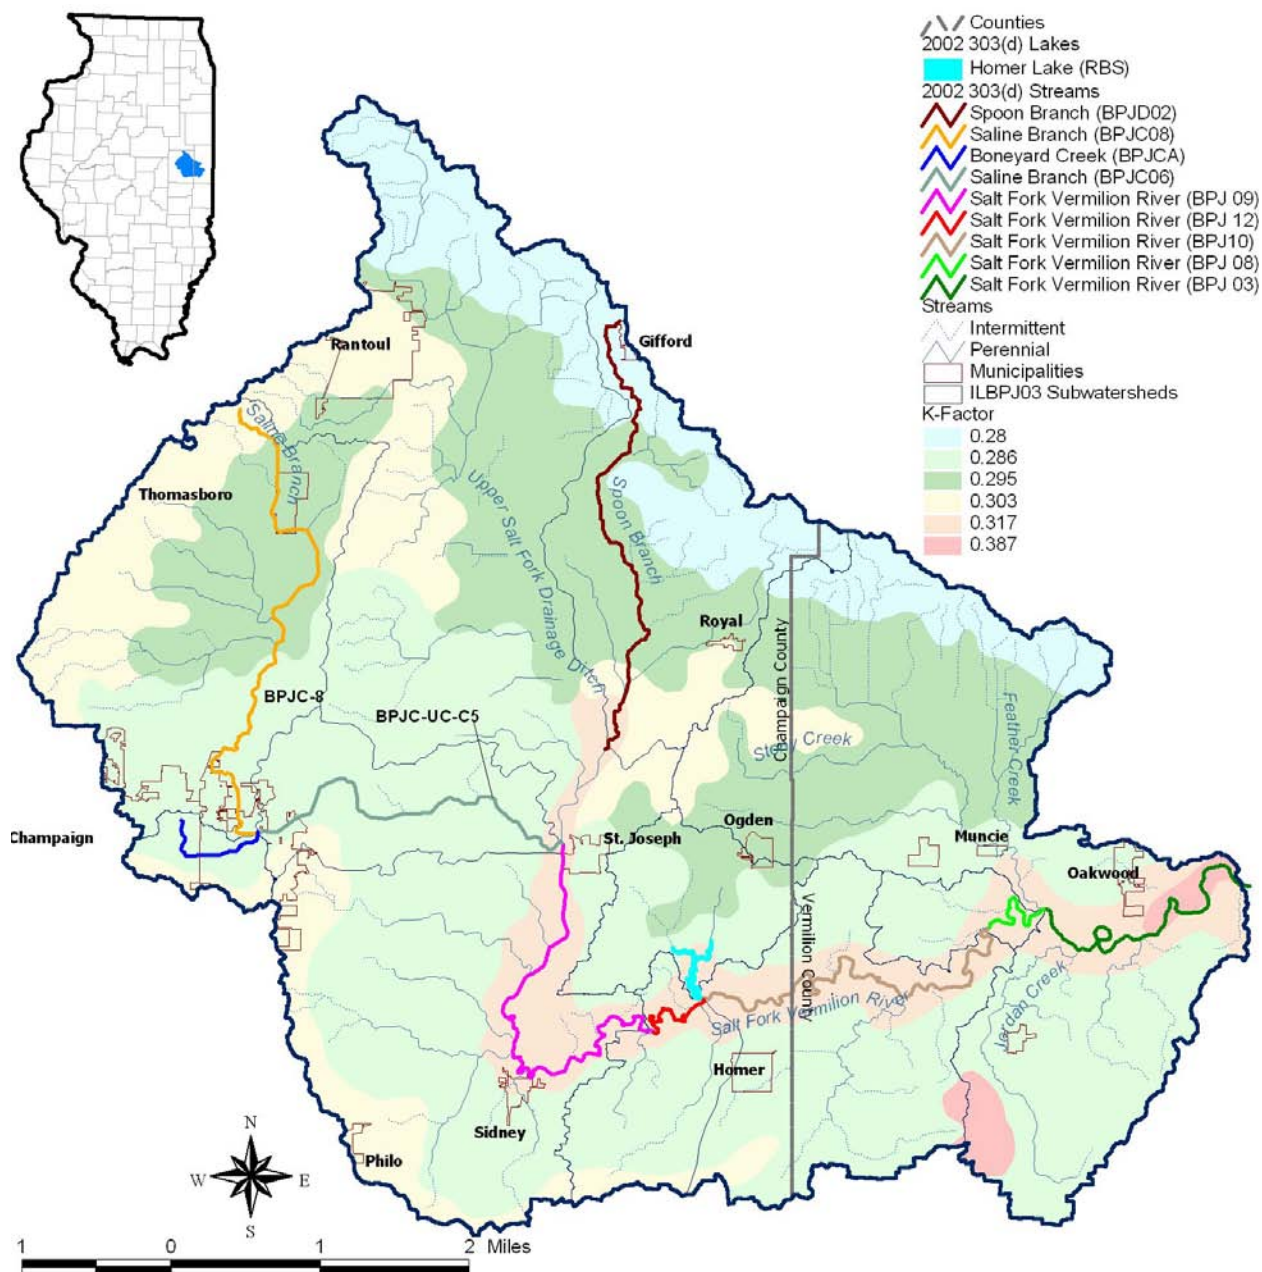 Counties
2002 303(d) Lakes
Homer Lake (RBS)
2002 303(d) Streams
Spoon Branch (BPJD02)
Saline Branch (BPJC08)
Boneyard Creek (BPJCA)
Saline Branch (BPJC06)
Salt Fork Vermilion River (BPJ 09)
Salt Fork Vermilion River (BPJ 12)
Salt Fork Vermilion River (BPJ10)
Salt Fork Vermilion River (BPJ 08)
Salt Fork Vermilion River (BPJ 03)
Streams
Intermittent
Perennial
Municipalities
ILBPJ03 Subwatersheds
K-Factor
0.28
0.286
0.295
0.303
0.317
0.387
Rantoul
Gifford
Saline Branch
Thomasboro
Upper Salt Fork Drainage Ditch
Spoon Branch
Royal
Champaign County
BPJC-8
BPJC-UC-C5
Stony Creek
Feather Creek
Champaign
St. Joseph
Ogden
Muncie
Oakwood
Vermilion County
Salt Fork Vermilion River
Jordan Creek
Homer
Sidney
Philo
N
W
E
S
1 0 1 2 Miles